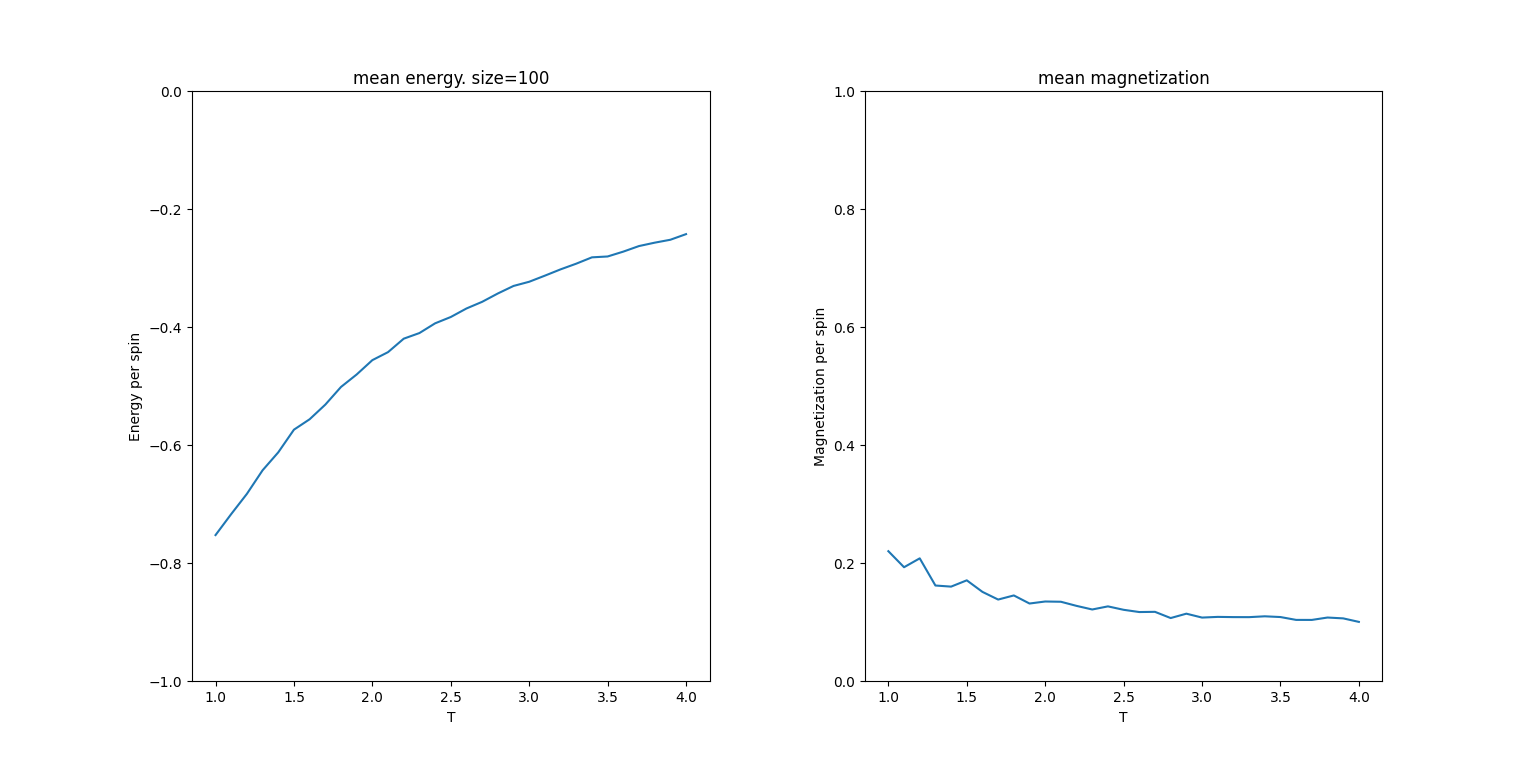 mean energy. size=100
0.0
−0.2
−0.4
−0.6
−0.8
−1.0
Energy per spin
1.0 1.5 2.0 2.5 3.0 3.5 4.0
T
mean magnetization
1.0
0.8
0.6
0.4
0.2
0.0
Magnetization per spin
1.0 1.5 2.0 2.5 3.0 3.5 4.0
T